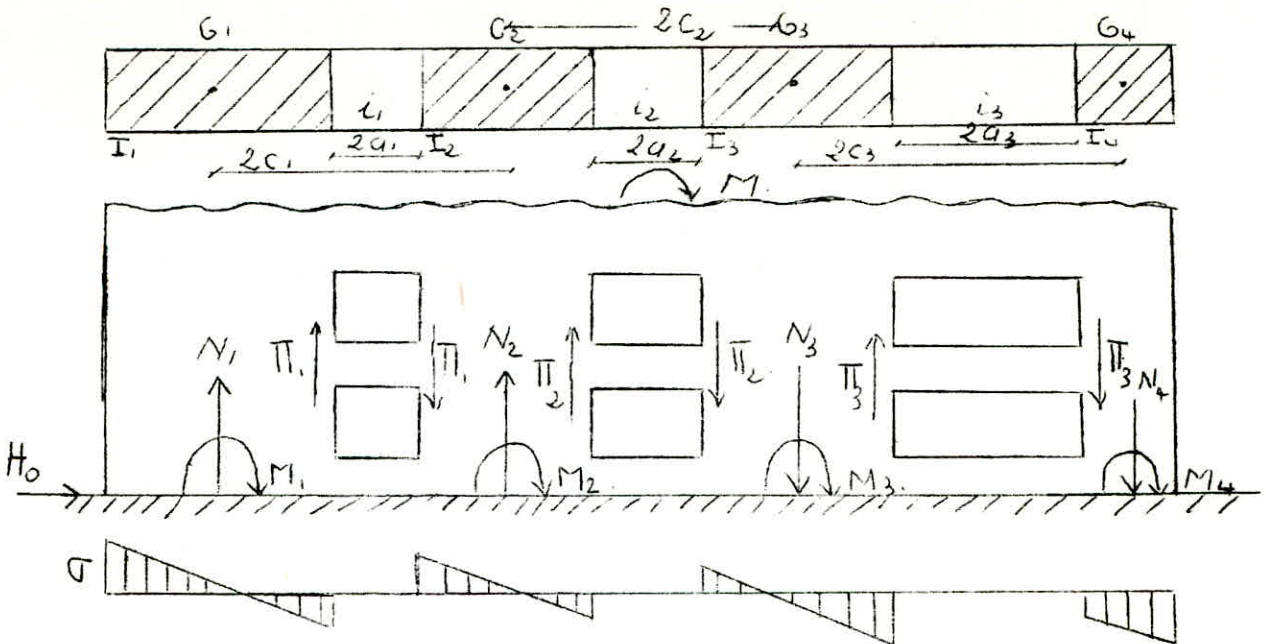 G₁ G₂ 2C₂ G₃ G₄
i₁ i₂ i₃
I₁ 2a₁ I₂ 2a₂ I₃ 2a₃ I₄
2C₁ 2C₃
M
N₁ Π₁ Π₁ N₂ Π₂ Π₂ N₃ Π₃ Π₃ N₄
H₀ M₁ M₂ M₃ M₄
σ